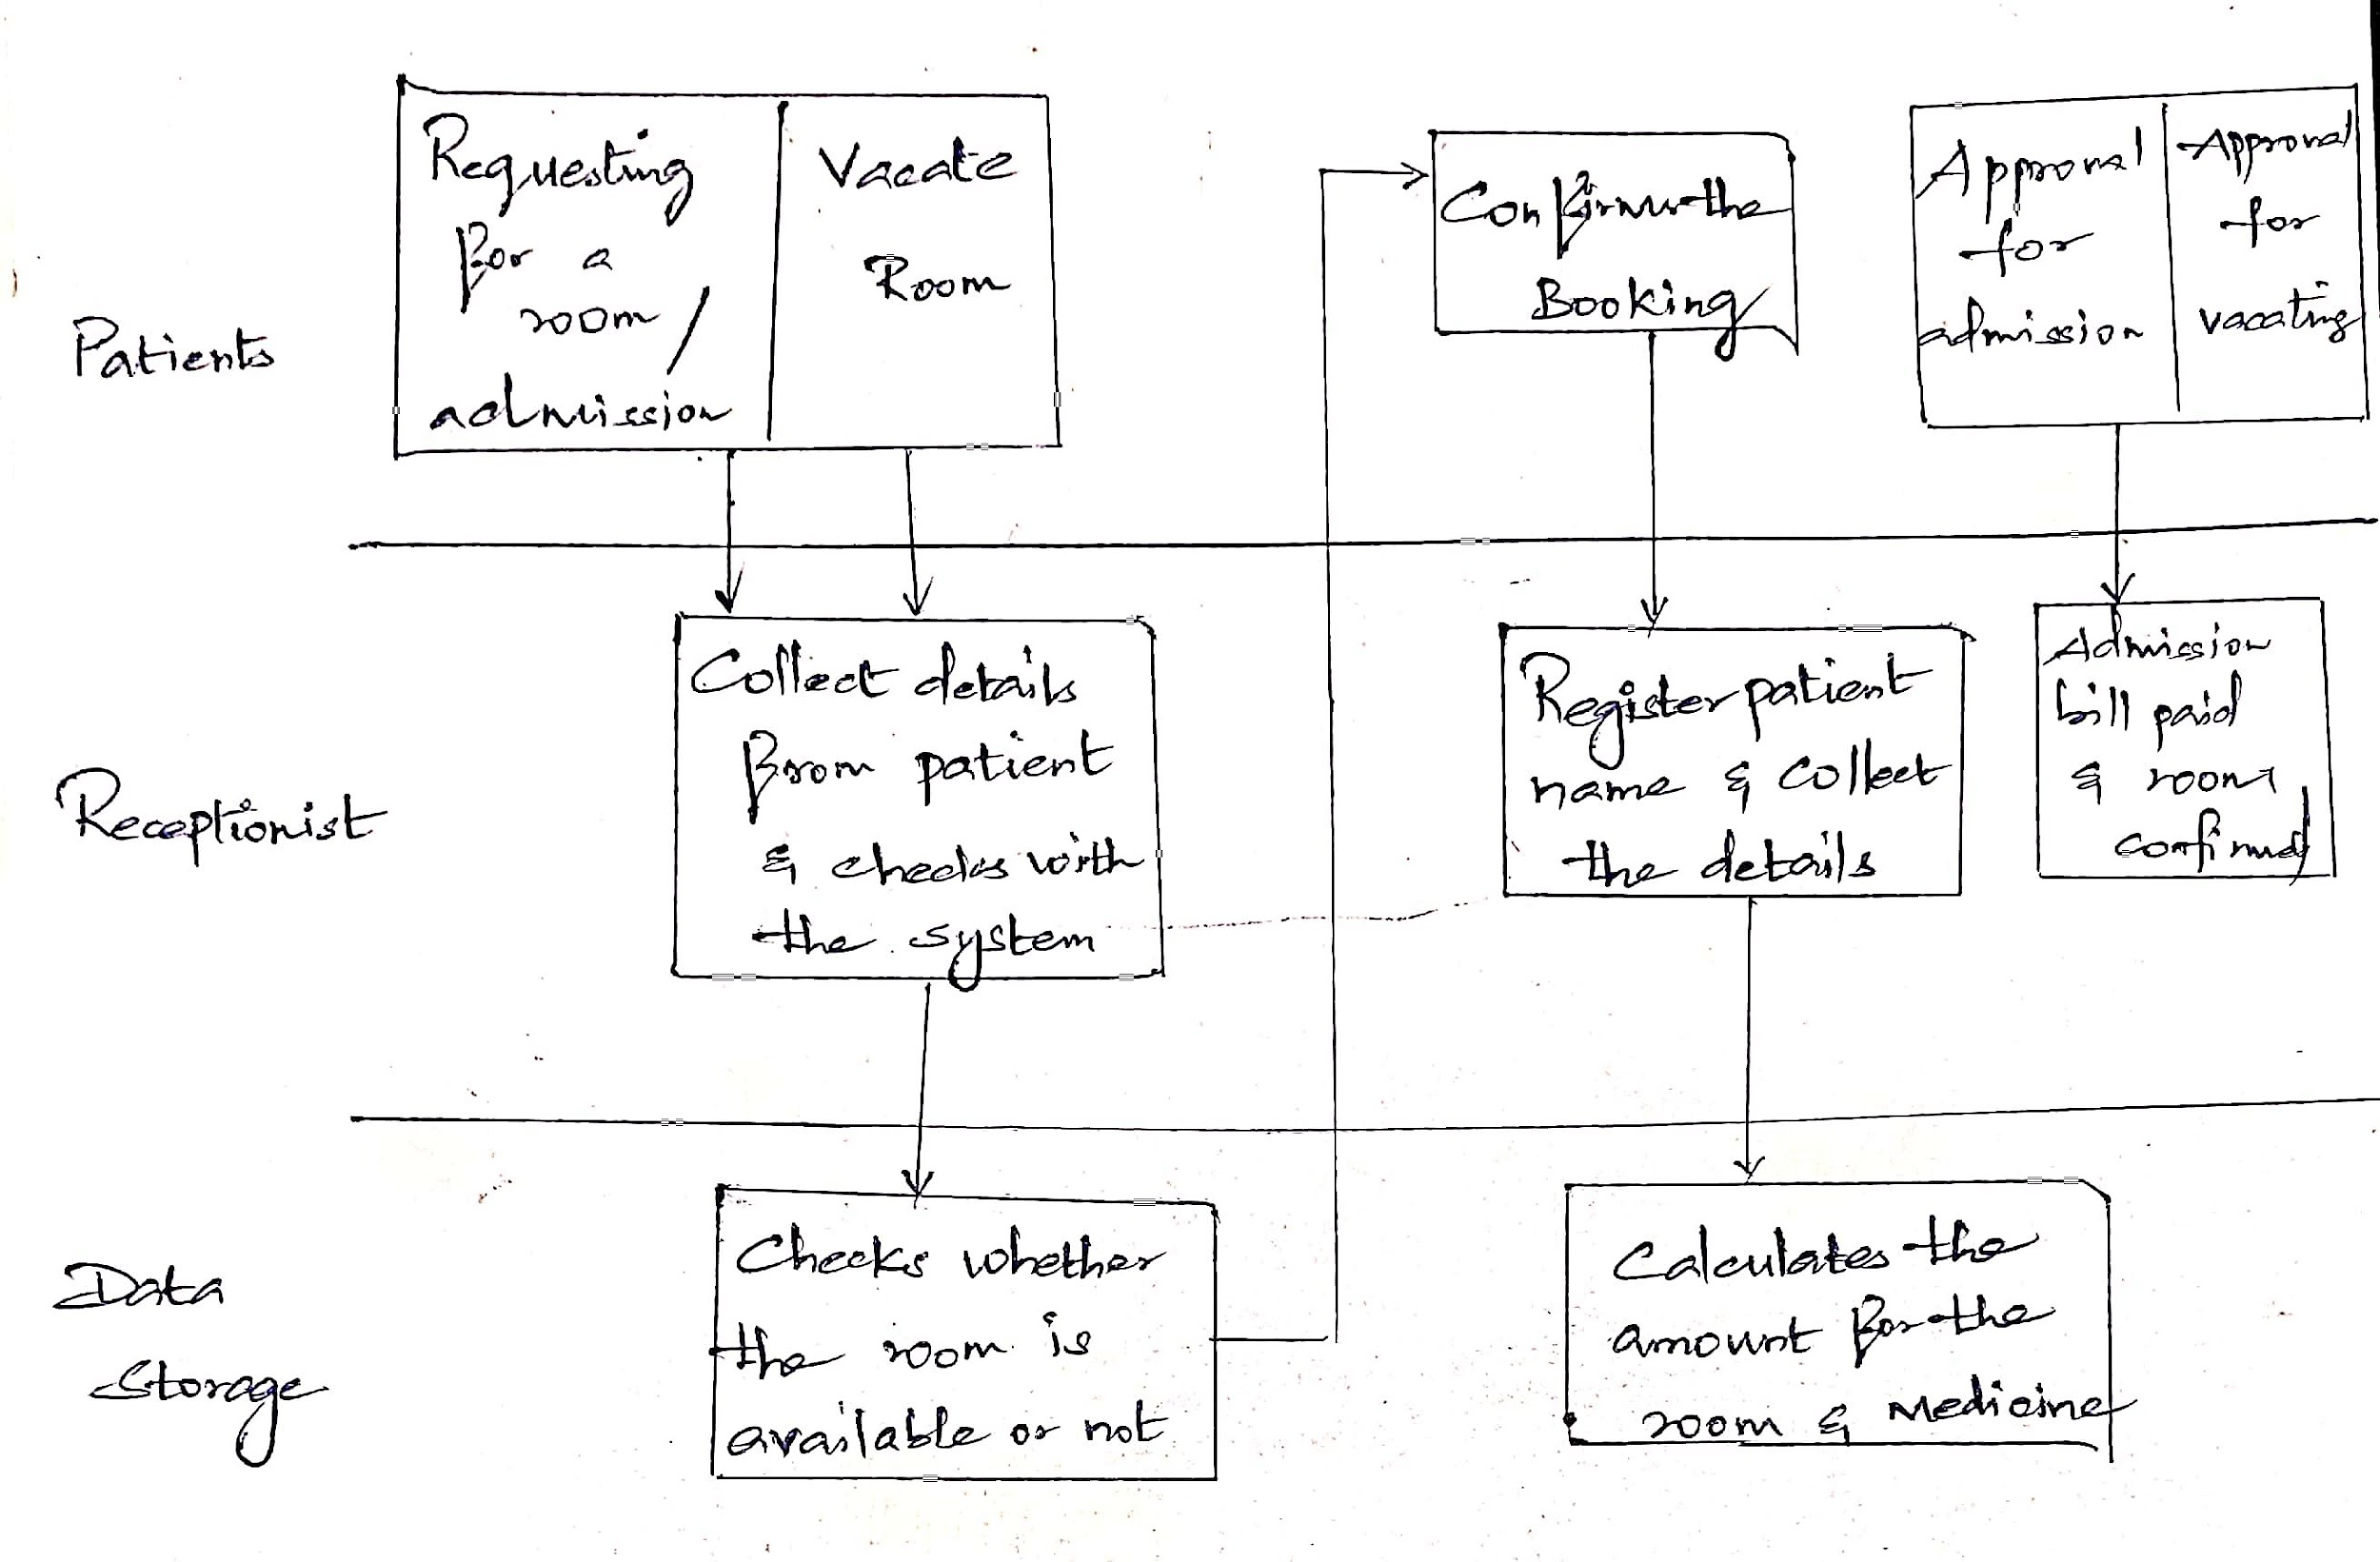 Patients
Requesting
for a
room /
admission
Vacate
Room
Confirm the
Booking
Approval
for
admission
Approval
for
vacating
Receptionist
Collect details
from patient
& checks with
the system
Register patient
name & collect
the details
Admission
bill paid
& room
confirmed
Data
Storage
Checks whether
the room is
available or not
Calculates the
amount for the
room & Medicine